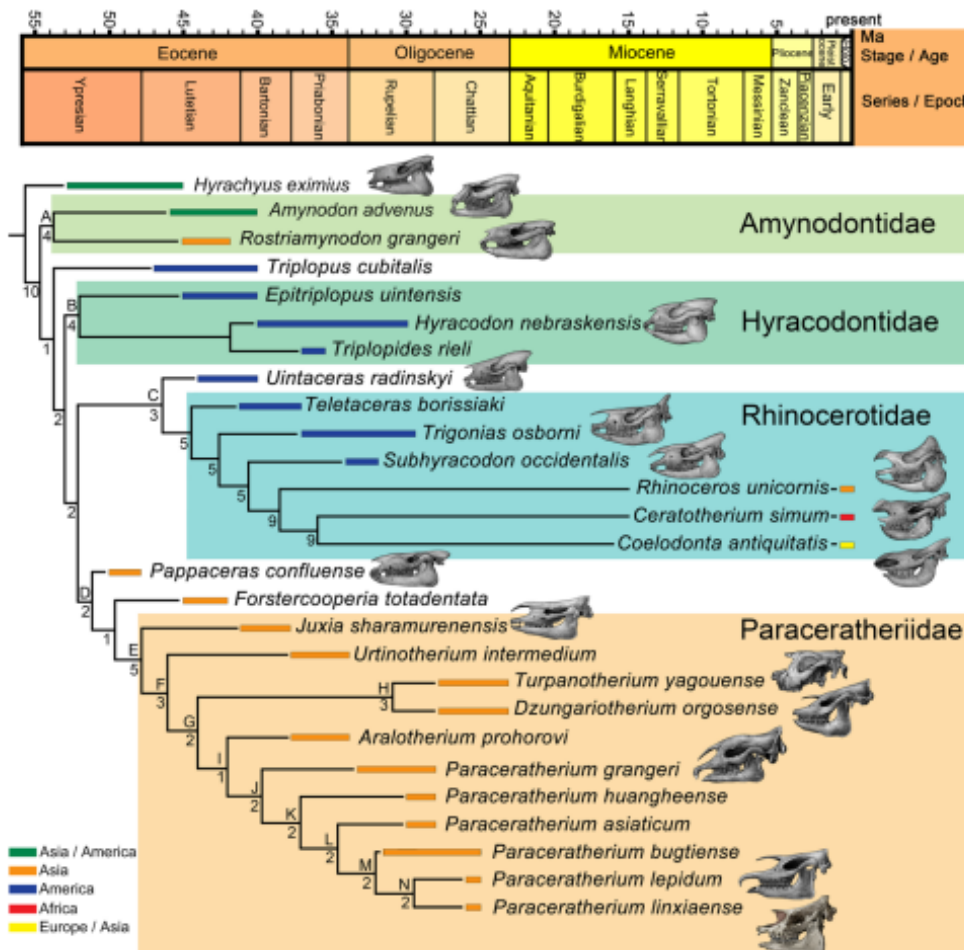 present
55 50 45 40 35 30 25 20 15 10 5
Ma
Eocene Oligocene Miocene Pliocene Pleistocene Stage / Age
Ypresian Lutetian Bartonian Priabonian Rupelian Chattian Aquitanian Burdigalian Langhian Serravallian Tortonian Messinian Zanclean Piacenzian Early Series / Epoch
Hyrachyus eximius
A
Amynodon advenus
4
Amynodontidae
Rostriamynodon grangeri
Triplopus cubitalis
10
B
Epitriplopus uintensis
4
Hyracodontidae
Hyracodon nebraskensis
1
Triplopides rieli
Uintaceras radinskyi
C
3
2
Teletaceras borissiaki
Rhinocerotidae
5
Trigonias osborni
5
Subhyracodon occidentalis
5
2
Rhinoceros unicornis
9
Ceratotherium simum
9
Coelodonta antiquitatis
Pappaceras confluense
D
2
Forstercooperia totadentata
1
Juxia sharamurenensis
Paraceratheriidae
E
5
Urtinotherium intermedium
F
3
Turpanotherium yagouense
H
3
Dzungariotherium orgosense
G
2
Aralotherium prohorovi
I
1
Paraceratherium grangeri
J
2
Paraceratherium huangheense
K
2
Paraceratherium asiaticum
L
2
Paraceratherium bugtiense
M
2
Paraceratherium lepidum
N
2
Paraceratherium linxiaense
Asia / America
Asia
America
Africa
Europe / Asia